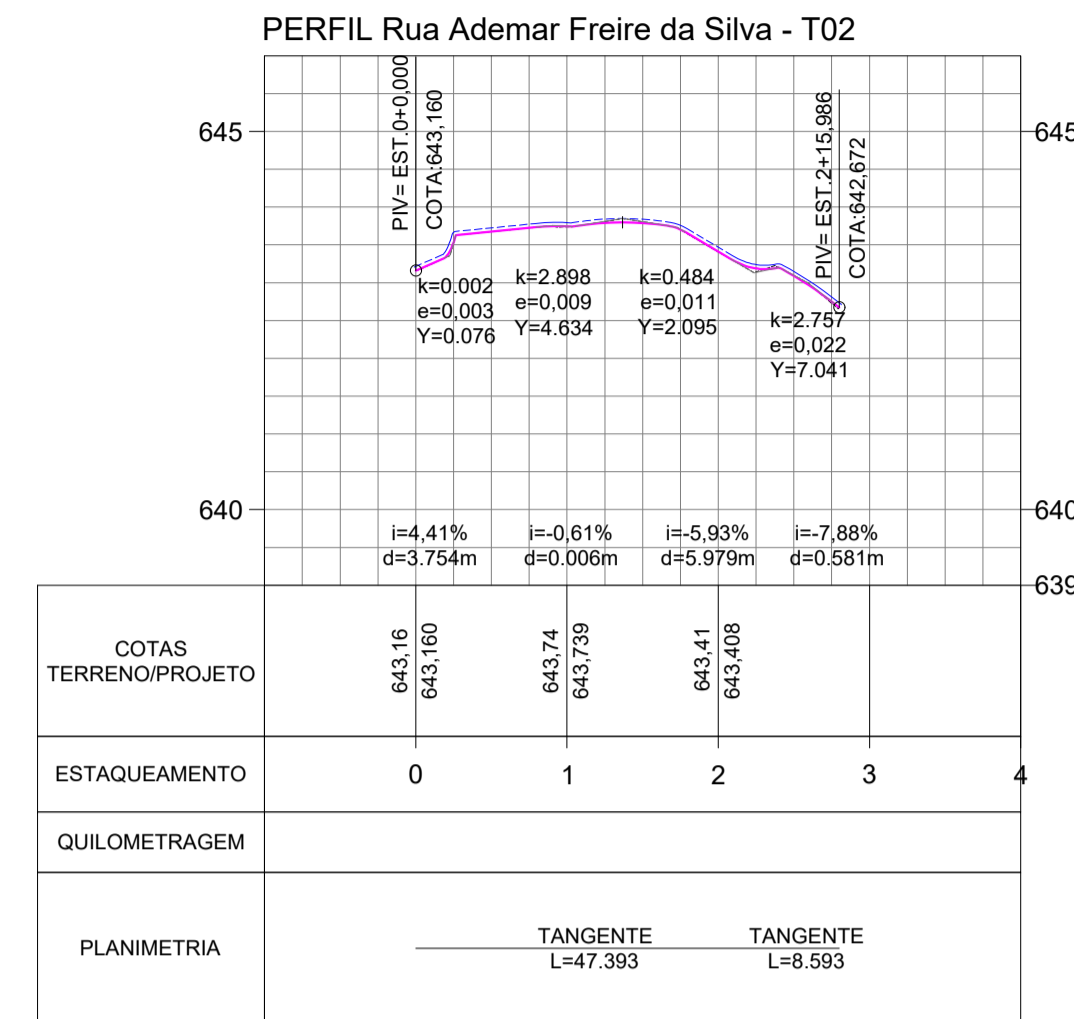 PERFIL Rua Ademar Freire da Silva - T02
PIV= EST.0+0,000
COTA:643,160
PIV= EST.2+15,986
COTA:642,672
645
645
k=0.002
e=0,003
Y=0.076
k=2.898
e=0,009
Y=4.634
k=0.484
e=0,011
Y=2.095
k=2.757
e=0,022
Y=7.041
640
640
i=4,41%
d=3.754m
i=-0,61%
d=0.006m
i=-5,93%
d=5.979m
i=-7,88%
d=0.581m
639
COTAS
TERRENO/PROJETO
643,16
643,160
643,74
643,739
643,41
643,408
ESTAQUEAMENTO
0
1
2
3
4
QUILOMETRAGEM
PLANIMETRIA
TANGENTE
L=47.393
TANGENTE
L=8.593